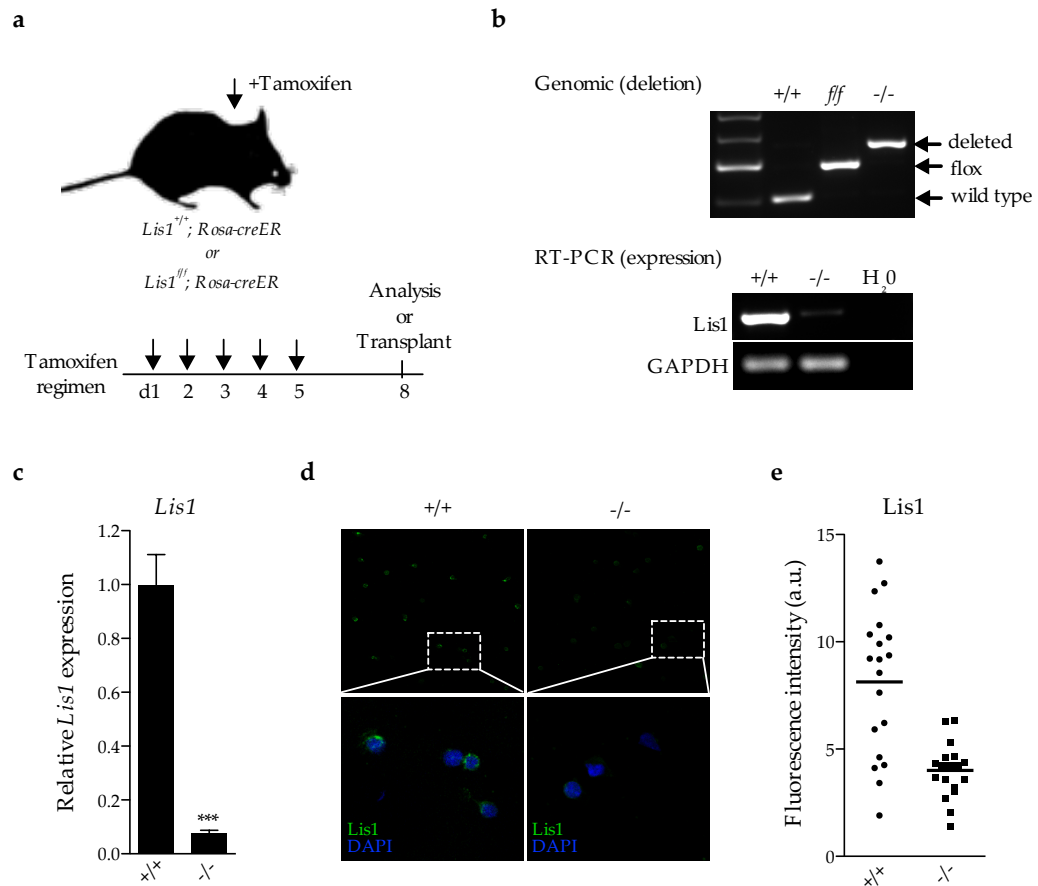 a
+Tamoxifen
Lis1+/+; Rosa-creER
or
Lis1f/f; Rosa-creER
Analysis
or
Transplant
Tamoxifen
regimen
d1 2 3 4 5 8
b
Genomic (deletion)
+/+ f/f -/-
deleted
flox
wild type
RT-PCR (expression)
+/+ -/- H20
Lis1
GAPDH
c
Lis1
Relative Lis1 expression
1.2
1.0
0.8
0.6
0.4
0.2
0.0
***
+/+ -/-
d
+/+ -/-
Lis1
DAPI
Lis1
DAPI
e
Lis1
Fluorescence intensity (a.u.)
15
10
5
0
+/+ -/-